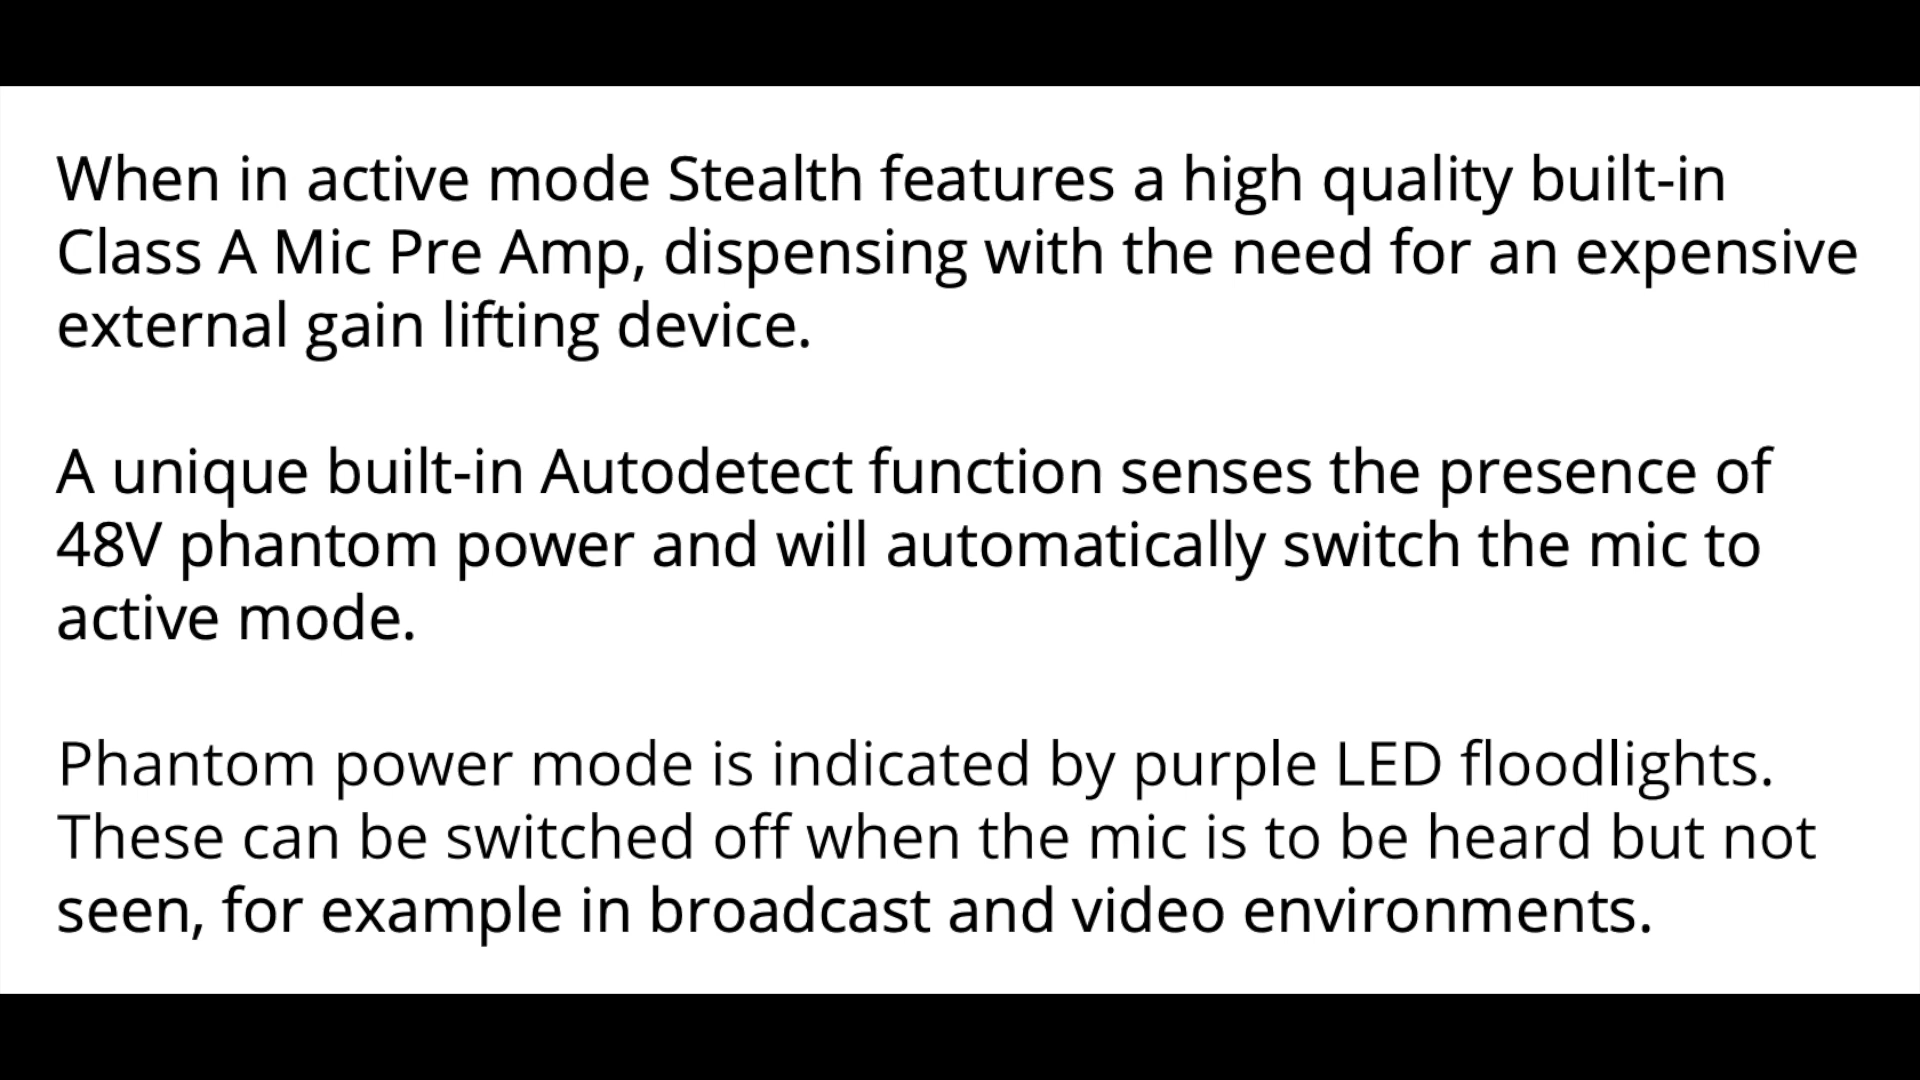 When in active mode Stealth features a high quality built-in
Class A Mic Pre Amp, dispensing with the need for an expensive
external gain lifting device.
A unique built-in Autodetect function senses the presence of
48V phantom power and will automatically switch the mic to
active mode.
Phantom power mode is indicated by purple LED floodlights.
These can be switched off when the mic is to be heard but not
seen, for example in broadcast and video environments.